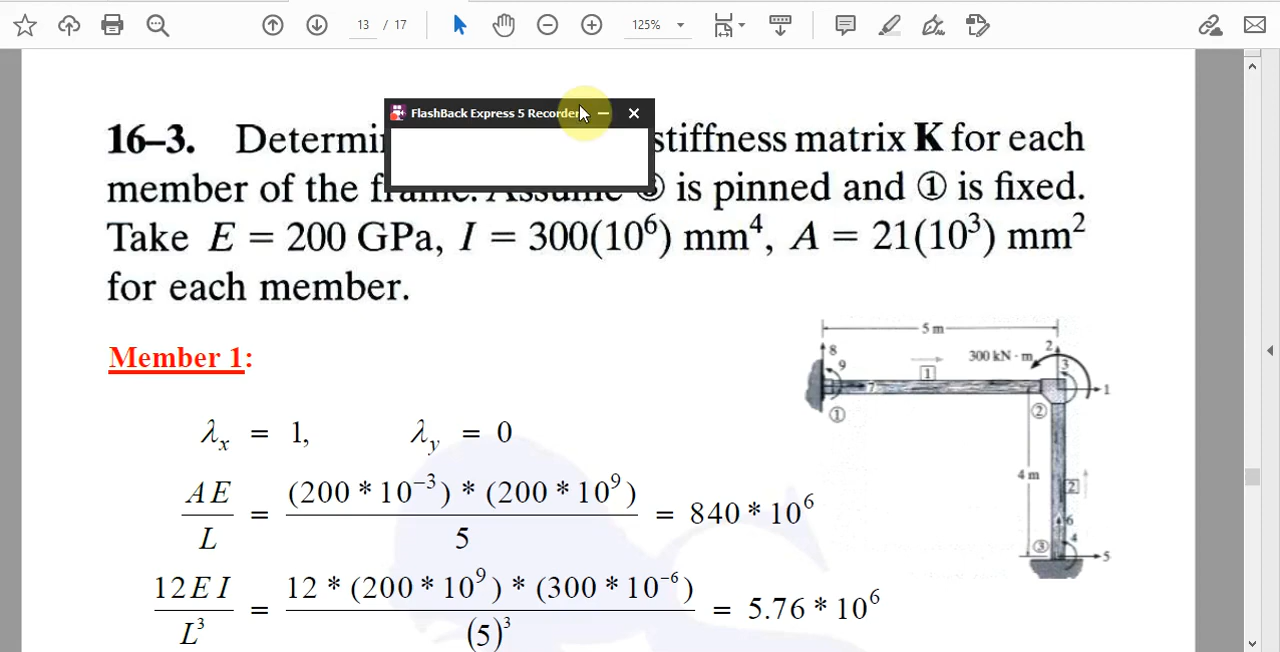 13 / 17
125%
FlashBack Express 5 Recorder
16–3. Determi stiffness matrix K for each
member of the frame. Assume ③ is pinned and ① is fixed.
Take E = 200 GPa, I = 300(10⁶) mm⁴, A = 21(10³) mm²
for each member.
Member 1:
λx = 1, λy = 0
AE/L = (200 * 10⁻³) * (200 * 10⁹) / 5 = 840 * 10⁶
12EI/L³ = 12 * (200 * 10⁹) * (300 * 10⁻⁶) / (5)³ = 5.76 * 10⁶
5 m
8
9
7
①
1
300 kN · m
2
3
1
②
4 m
2
6
③
4
5